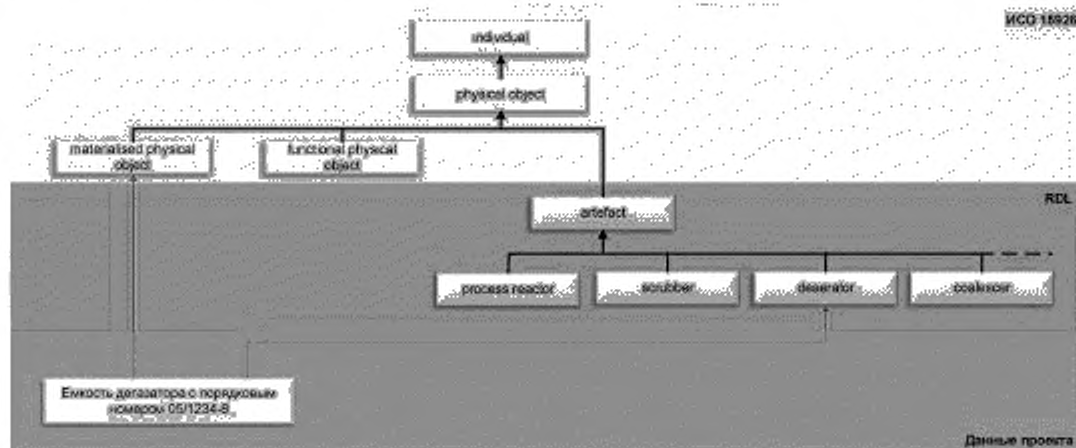 ИСО 15926
individual
physical object
materialised physical
object
functional physical
object
RDL
artefact
process reactor
scrubber
deaerator
coalescer
Емкость дегазатора с порядковым
номером 05/1234-В
Данные проекта